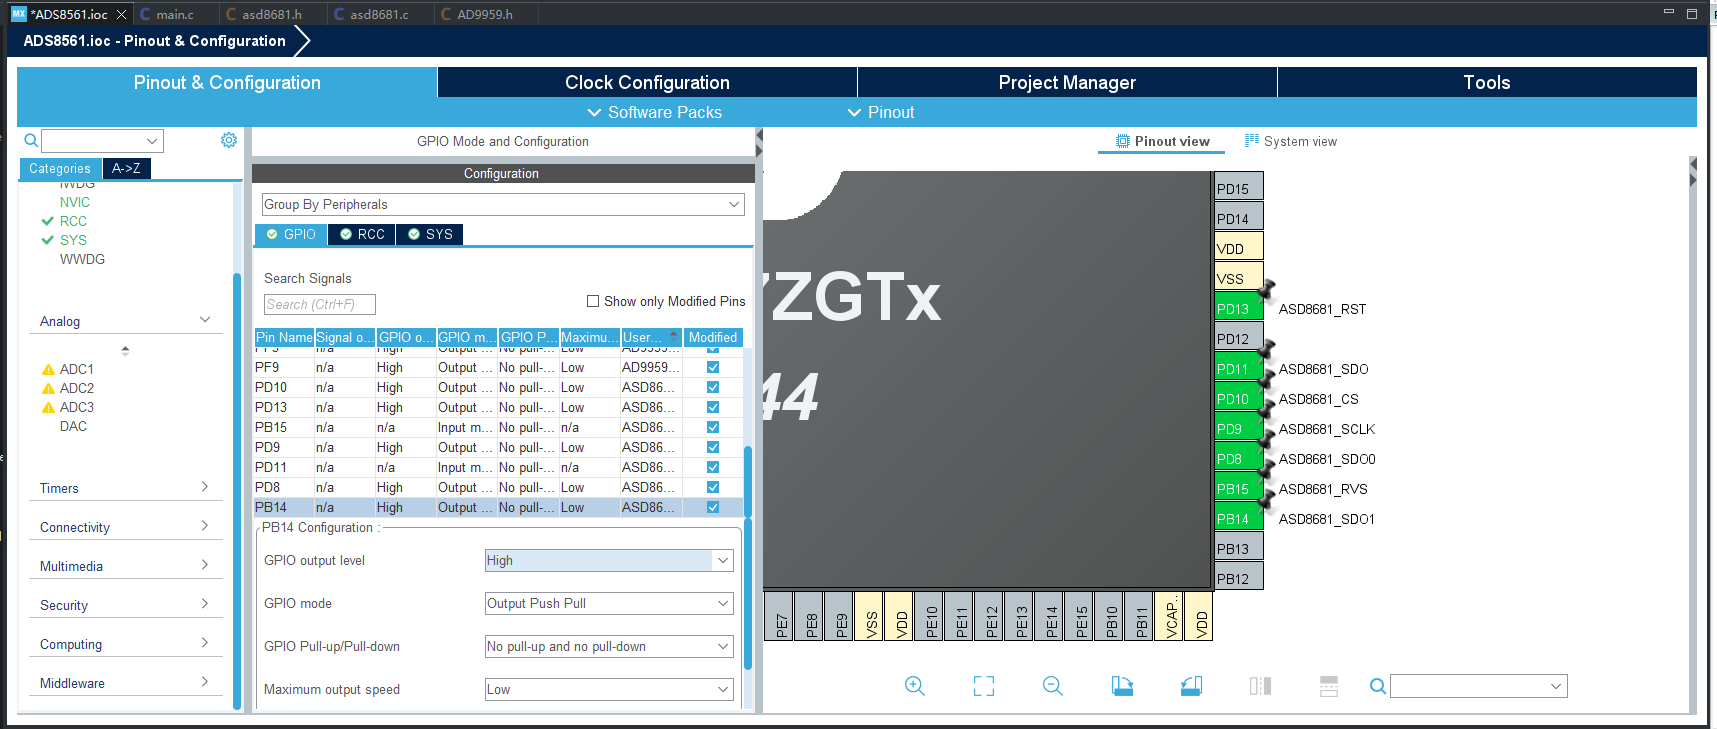 MX *ADS8561.ioc
main.c
asd8681.h
asd8681.c
AD9959.h
ADS8561.ioc - Pinout & Configuration
Pinout & Configuration
Clock Configuration
Project Manager
Tools
Software Packs
Pinout
Categories
A->Z
IWDG
NVIC
RCC
SYS
WWDG
Analog
ADC1
ADC2
ADC3
DAC
Timers
Connectivity
Multimedia
Security
Computing
Middleware
GPIO Mode and Configuration
Configuration
Group By Peripherals
GPIO
RCC
SYS
Search Signals
Search (Ctrl+F)
Show only Modified Pins
Pin Name Signal o... GPIO o... GPIO m... GPIO P... Maximu... User... Modified
n/a High Output ... No pull-... Low AD9959...
PF9 n/a High Output ... No pull-... Low AD9959...
PD10 n/a High Output ... No pull-... Low ASD86...
PD13 n/a High Output ... No pull-... Low ASD86...
PB15 n/a n/a Input m... No pull-... n/a ASD86...
PD9 n/a High Output ... No pull-... Low ASD86...
PD11 n/a n/a Input m... No pull-... n/a ASD86...
PD8 n/a High Output ... No pull-... Low ASD86...
PB14 n/a High Output ... No pull-... Low ASD86...
PB14 Configuration :
GPIO output level High
GPIO mode Output Push Pull
GPIO Pull-up/Pull-down No pull-up and no pull-down
Maximum output speed Low
Pinout view
System view
ZGTx
44
PD15
PD14
VDD
VSS
PD13 ASD8681_RST
PD12
PD11 ASD8681_SDO
PD10 ASD8681_CS
PD9 ASD8681_SCLK
PD8 ASD8681_SDO0
PB15 ASD8681_RVS
PB14 ASD8681_SDO1
PB13
PB12
PE7
PE8
PE9
VSS
VDD
PE10
PE11
PE12
PE13
PE14
PE15
PB10
PB11
VCAP..
VDD